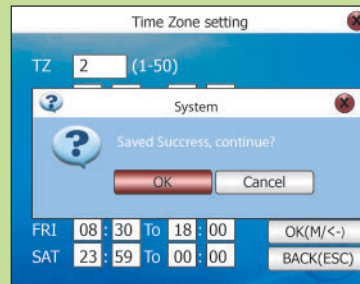 Time Zone setting
TZ 2 (1-50)
System
Saved Success, continue?
OK Cancel
FRI 08 : 30 To 18 : 00 OK(M/<-)
SAT 23 : 59 To 00 : 00 BACK(ESC)